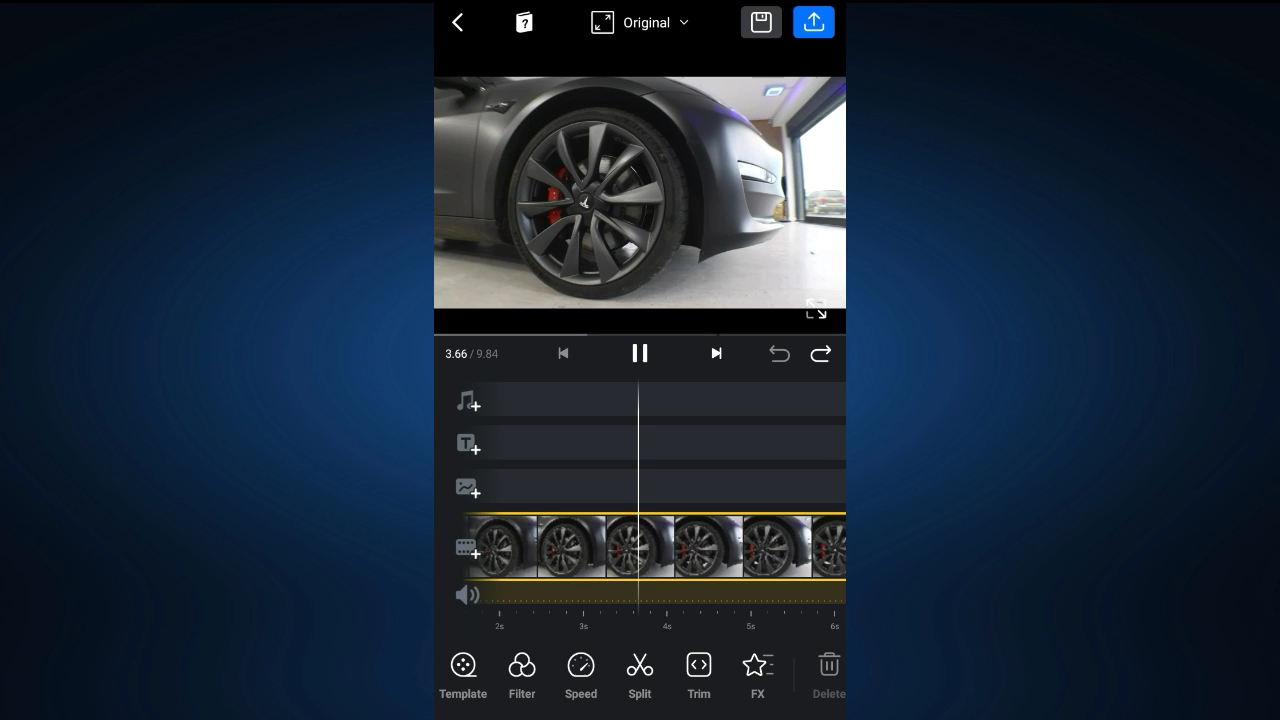 Original
3.66 / 9.84
2s 3s 4s 5s 6s
Template Filter Speed Split Trim FX Delete